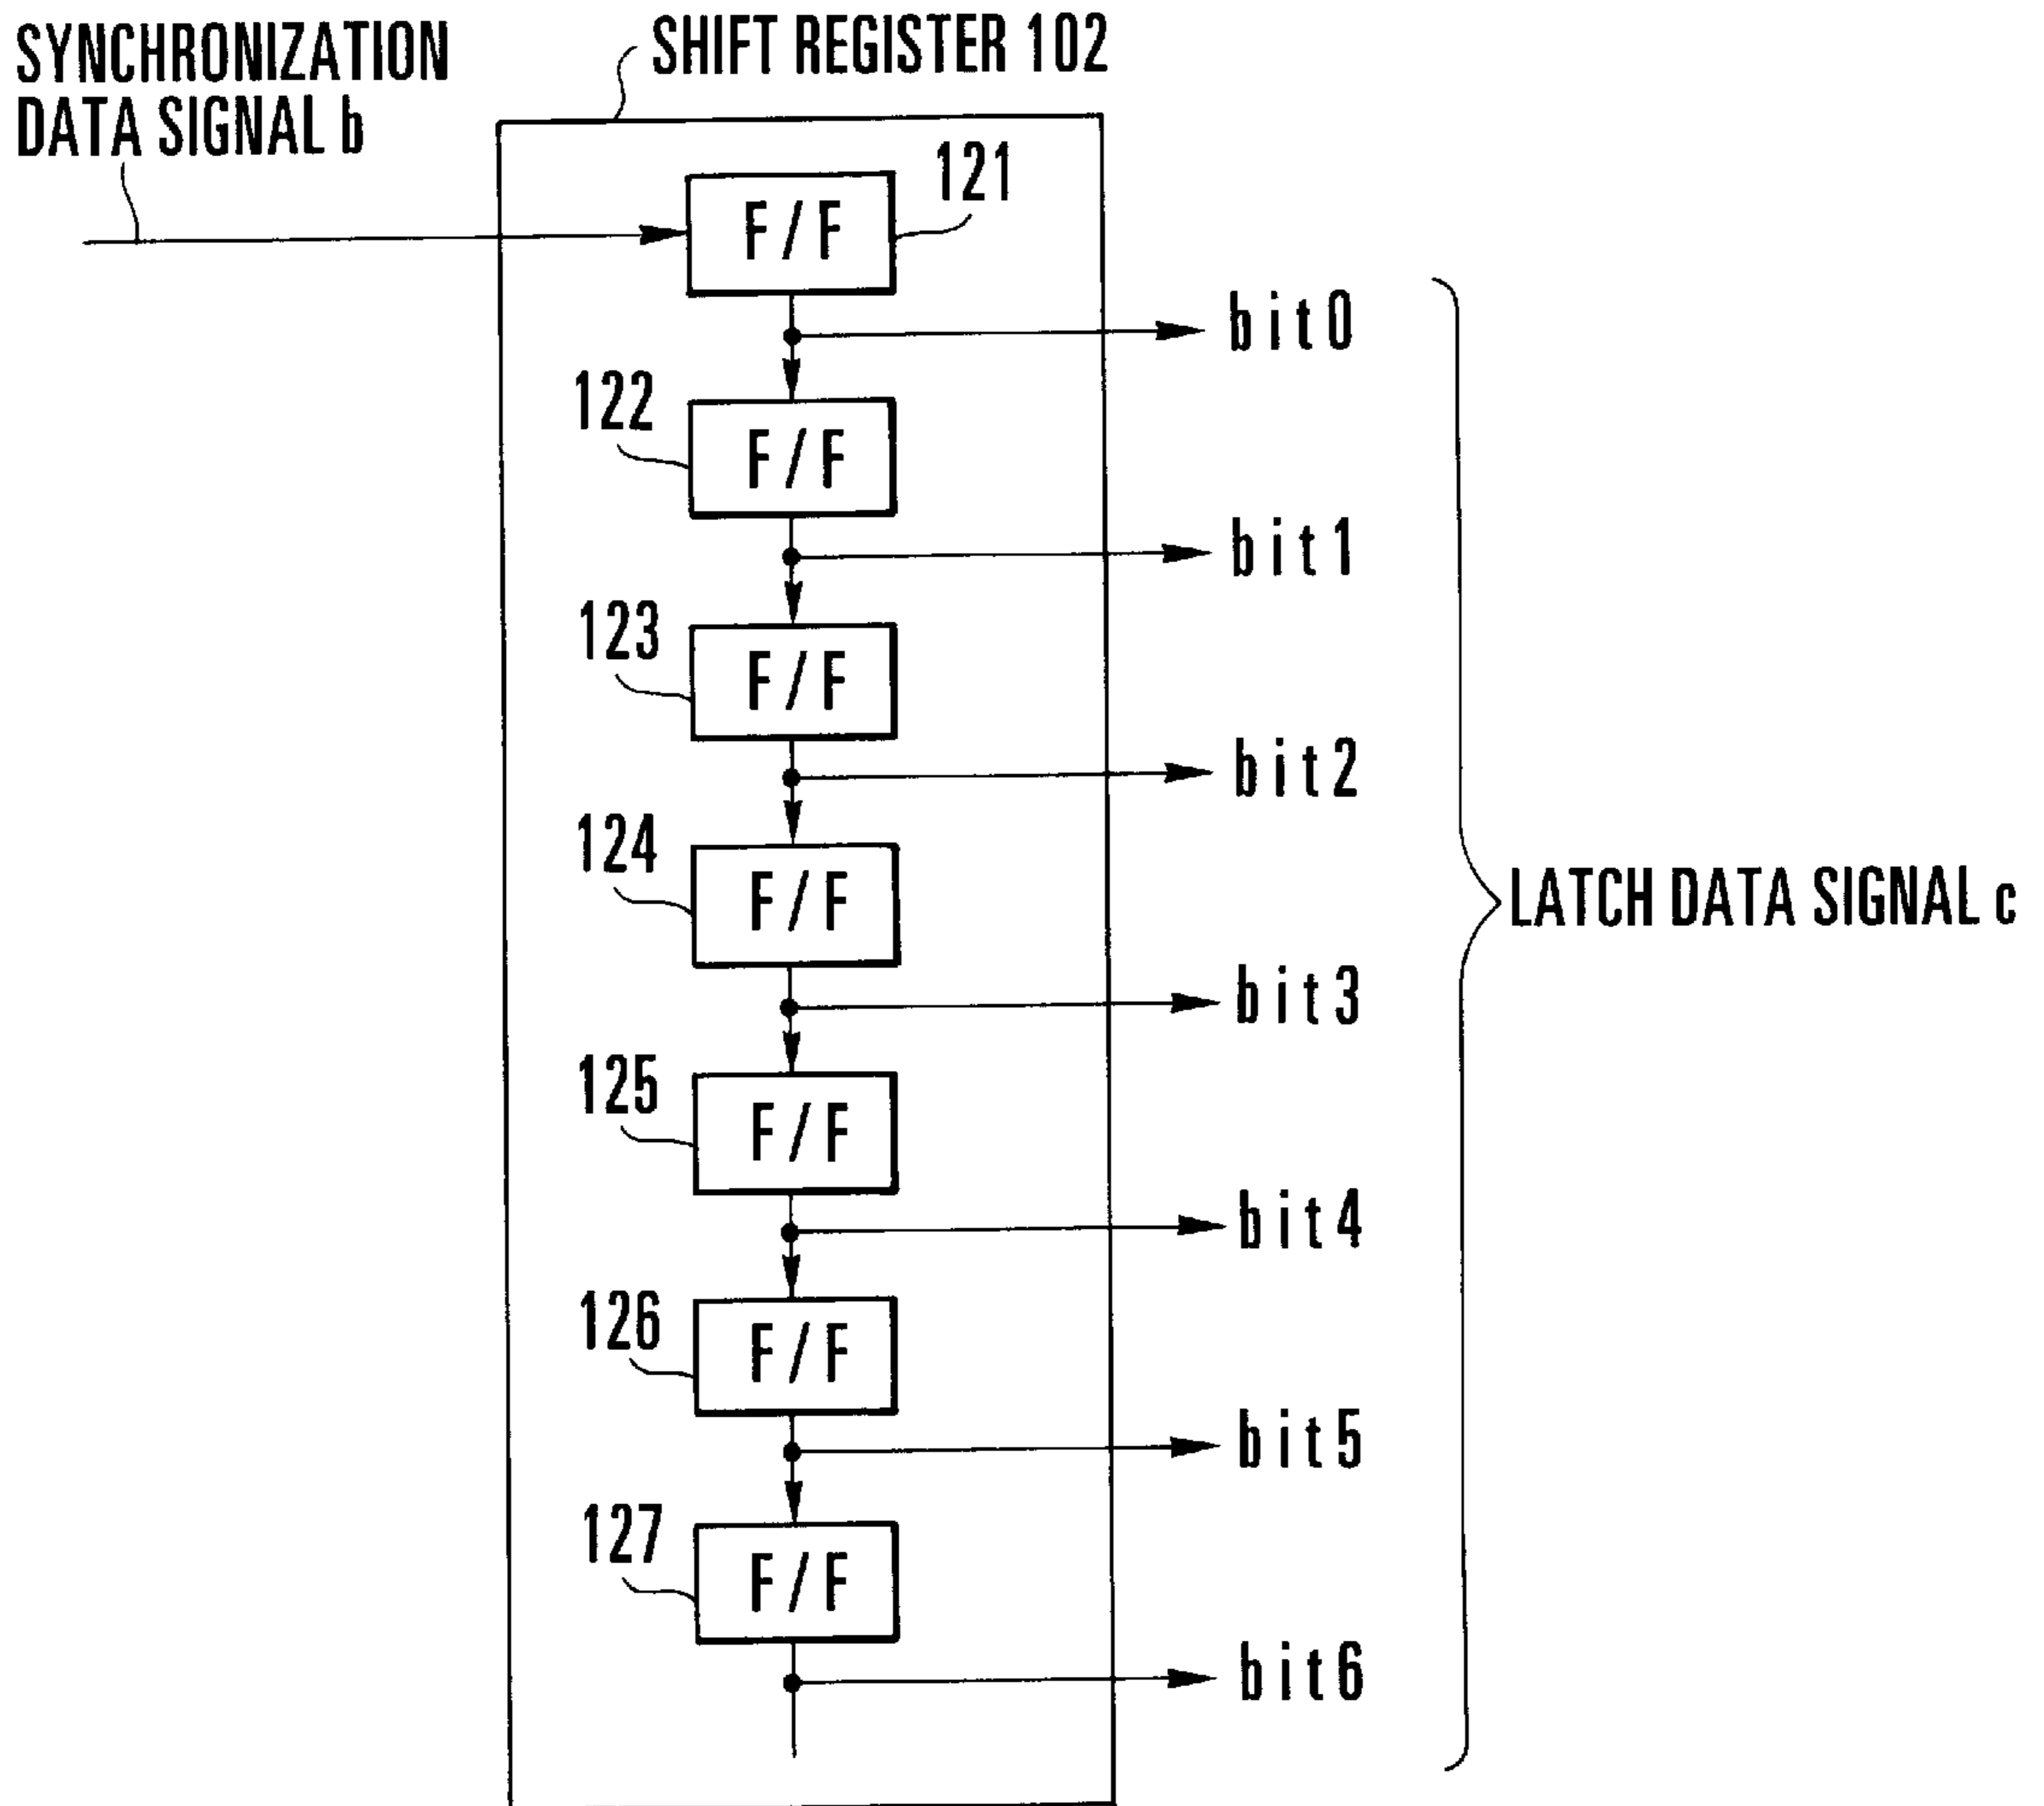 SYNCHRONIZATION
DATA SIGNAL b
SHIFT REGISTER 102
F/F
121
bit0
122
F/F
bit1
123
F/F
bit2
124
F/F
LATCH DATA SIGNAL c
bit3
125
F/F
bit4
126
F/F
bit5
127
F/F
bit6